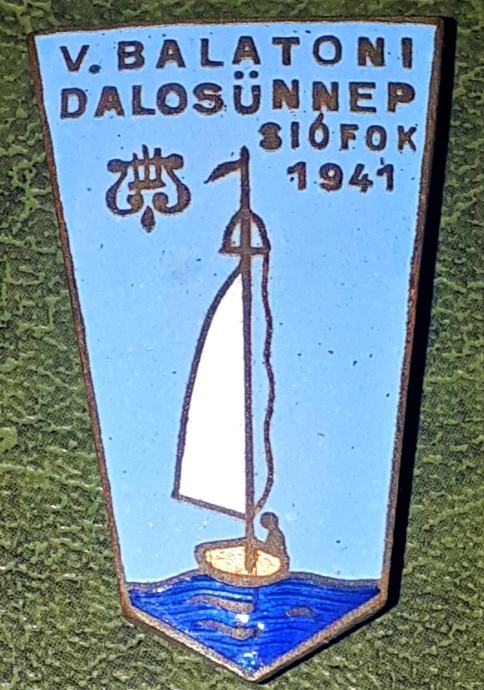 V. BALATONI
DALOSÜNNEP
SIÓFOK
1941